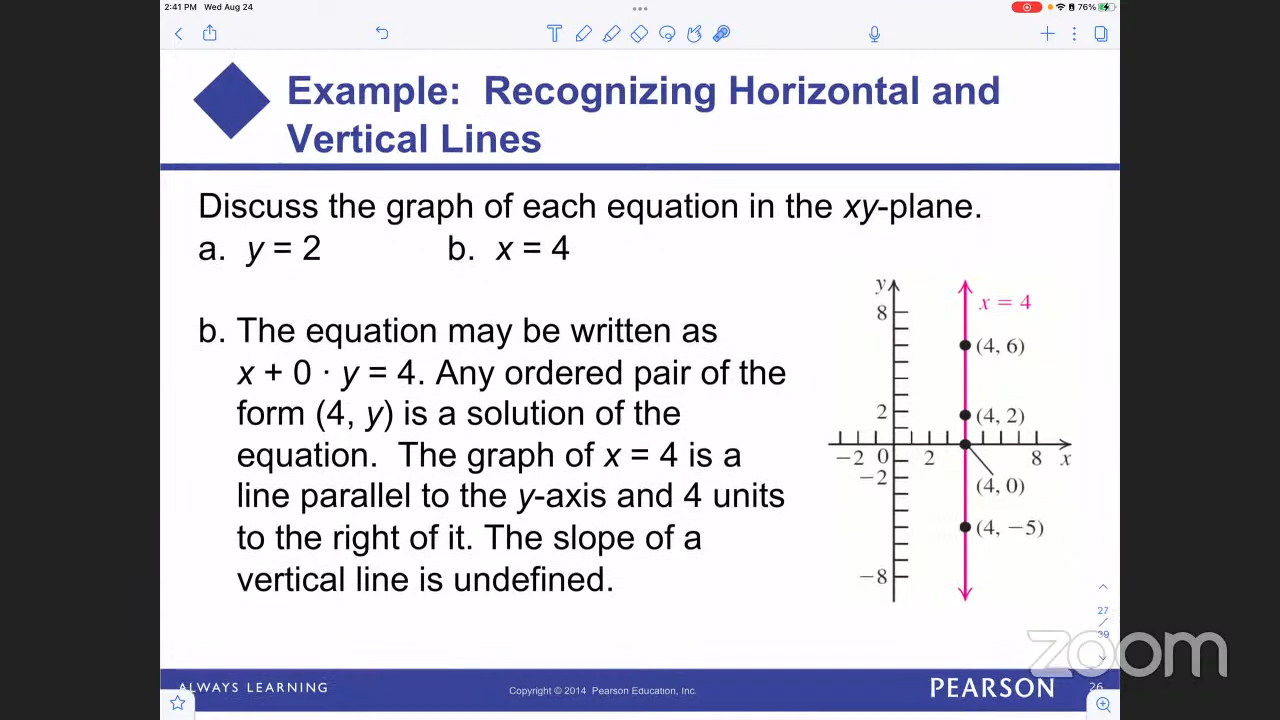 2:41 PM Wed Aug 24
76%
Example: Recognizing Horizontal and
Vertical Lines
Discuss the graph of each equation in the xy-plane.
a. y = 2 b. x = 4
b. The equation may be written as
x + 0 · y = 4. Any ordered pair of the
form (4, y) is a solution of the
equation. The graph of x = 4 is a
line parallel to the y-axis and 4 units
to the right of it. The slope of a
vertical line is undefined.
y
8
x = 4
(4, 6)
2
(4, 2)
−2 0 2 8 x
−2
(4, 0)
(4, −5)
−8
27
/
39
zoom
ALWAYS LEARNING
Copyright © 2014 Pearson Education, Inc.
PEARSON
26